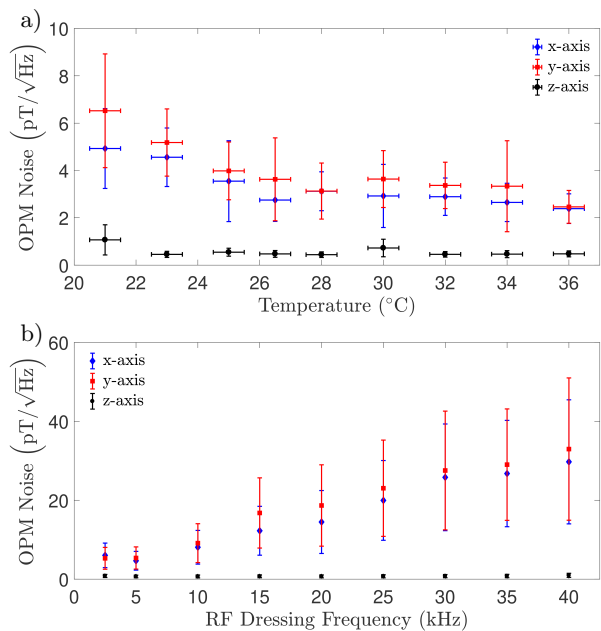 a)
10
8
6
4
2
0
OPM Noise (pT/√Hz)
x-axis
y-axis
z-axis
20 22 24 26 28 30 32 34 36
Temperature (°C)
b)
60
40
20
0
OPM Noise (pT/√Hz)
x-axis
y-axis
z-axis
0 5 10 15 20 25 30 35 40
RF Dressing Frequency (kHz)